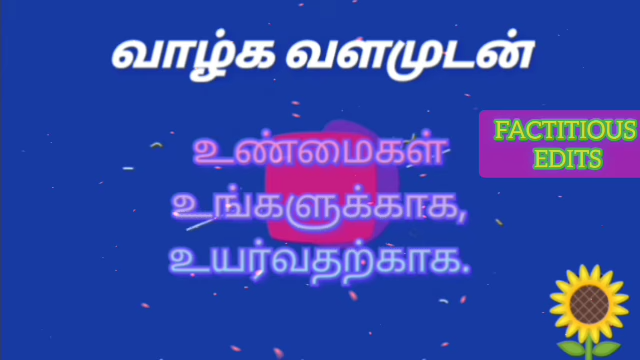 வாழ்க வளமுடன்
FACTITIOUS
EDITS
உண்மைகள்
உங்களுக்காக,
உயர்வதற்காக.